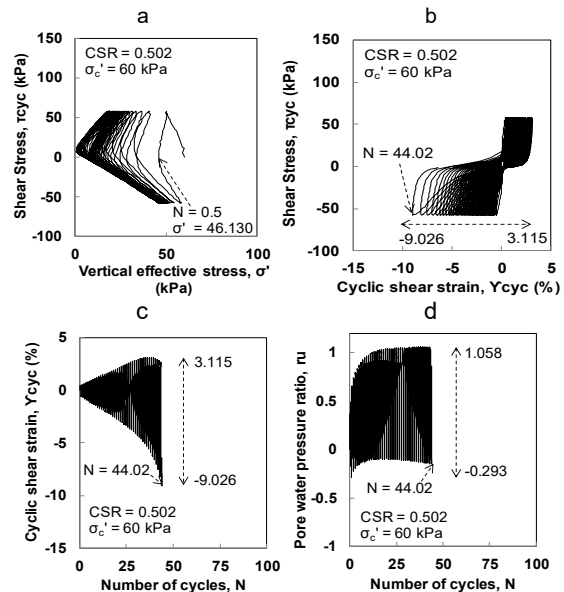 a
CSR = 0.502
σc' = 60 kPa
150
100
50
0
-50
-100
0
50
100
N = 0.5
σ' = 46.130
Shear Stress, τcyc (kPa)
Vertical effective stress, σ'
(kPa)
b
CSR = 0.502
σc' = 60 kPa
150
100
50
0
-50
-100
-15
-10
-5
0
5
N = 44.02
-9.026
3.115
Shear Stress, τcyc (kPa)
Cyclic shear strain, ϒcyc (%)
c
5
0
-5
-10
-15
0
25
50
75
100
3.115
N = 44.02
-9.026
CSR = 0.502
σc' = 60 kPa
Cyclic shear strain, ϒcyc (%)
Number of cycles, N
d
1
0
0
-1
-1
0
25
50
75
100
1.058
N = 44.02
-0.293
CSR = 0.502
σc' = 60 kPa
Pore water pressure ratio, ru
Number of cycles, N